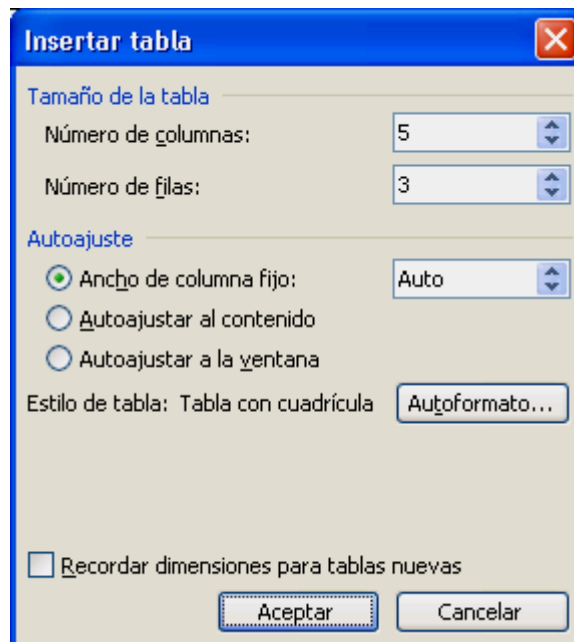 Insertar tabla
Tamaño de la tabla
Número de columnas: 5
Número de filas: 3
Autoajuste
Ancho de columna fijo: Auto
Autoajustar al contenido
Autoajustar a la ventana
Estilo de tabla: Tabla con cuadrícula Autoformato...
Recordar dimensiones para tablas nuevas
Aceptar Cancelar